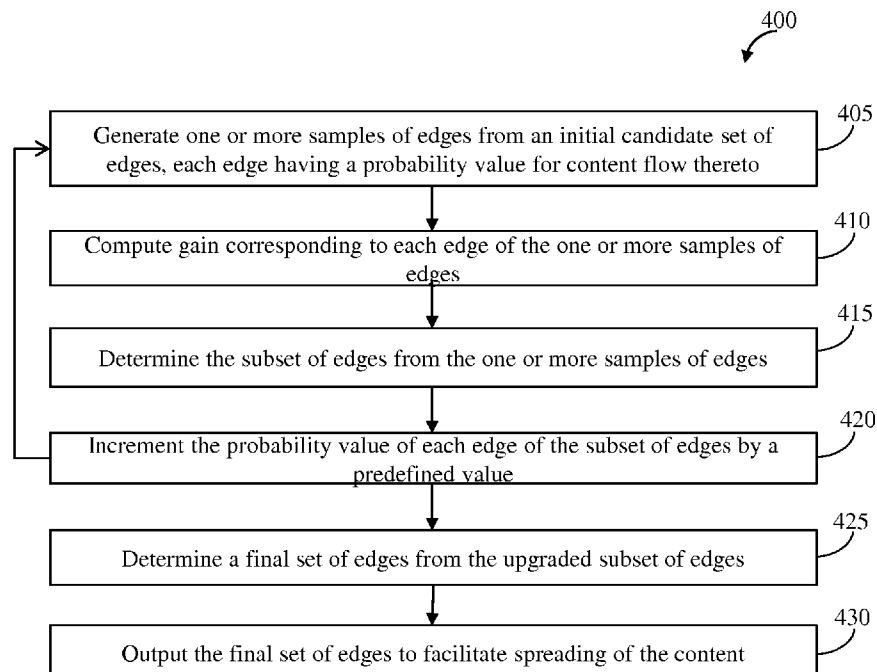 400
Generate one or more samples of edges from an initial candidate set of
edges, each edge having a probability value for content flow thereto
405
Compute gain corresponding to each edge of the one or more samples of
edges
410
Determine the subset of edges from the one or more samples of edges
415
Increment the probability value of each edge of the subset of edges by a
predefined value
420
Determine a final set of edges from the upgraded subset of edges
425
Output the final set of edges to facilitate spreading of the content
430